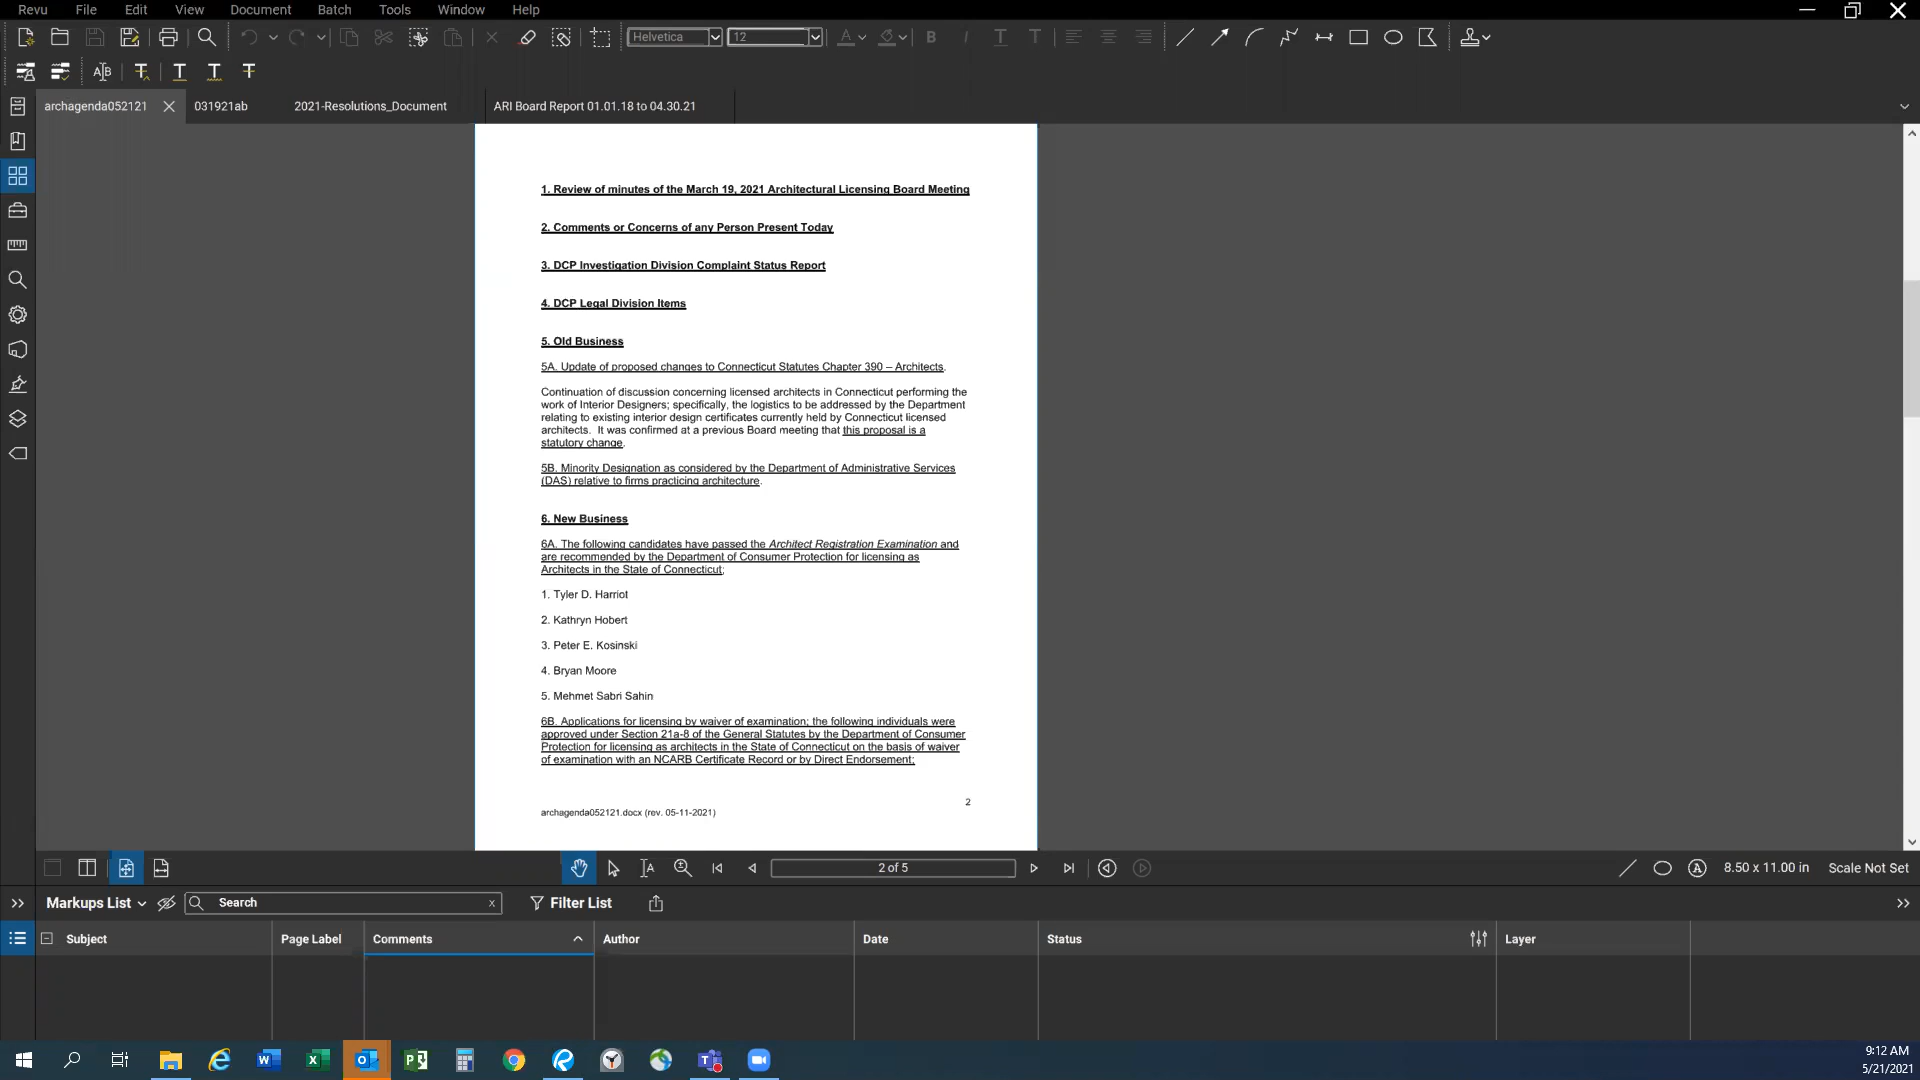 Revu File Edit View Document Batch Tools Window Help
Helvetica 12
archagenda052121 031921ab 2021-Resolutions_Document ARI Board Report 01.01.18 to 04.30.21
1. Review of minutes of the March 19, 2021 Architectural Licensing Board Meeting
2. Comments or Concerns of any Person Present Today
3. DCP Investigation Division Complaint Status Report
4. DCP Legal Division Items
5. Old Business
5A. Update of proposed changes to Connecticut Statutes Chapter 390 – Architects.
Continuation of discussion concerning licensed architects in Connecticut performing the
work of Interior Designers; specifically, the logistics to be addressed by the Department
relating to existing interior design certificates currently held by Connecticut licensed
architects. It was confirmed at a previous Board meeting that this proposal is a
statutory change.
5B. Minority Designation as considered by the Department of Administrative Services
(DAS) relative to firms practicing architecture.
6. New Business
6A. The following candidates have passed the Architect Registration Examination and
are recommended by the Department of Consumer Protection for licensing as
Architects in the State of Connecticut;
1. Tyler D. Harriot
2. Kathryn Hobert
3. Peter E. Kosinski
4. Bryan Moore
5. Mehmet Sabri Sahin
6B. Applications for licensing by waiver of examination; the following individuals were
approved under Section 21a-8 of the General Statutes by the Department of Consumer
Protection for licensing as architects in the State of Connecticut on the basis of waiver
of examination with an NCARB Certificate Record or by Direct Endorsement;
2
archagenda052121.docx (rev. 05-11-2021)
2 of 5 8.50 x 11.00 in Scale Not Set
Markups List Search x Filter List
Subject Page Label Comments Author Date Status Layer
9:12 AM
5/21/2021